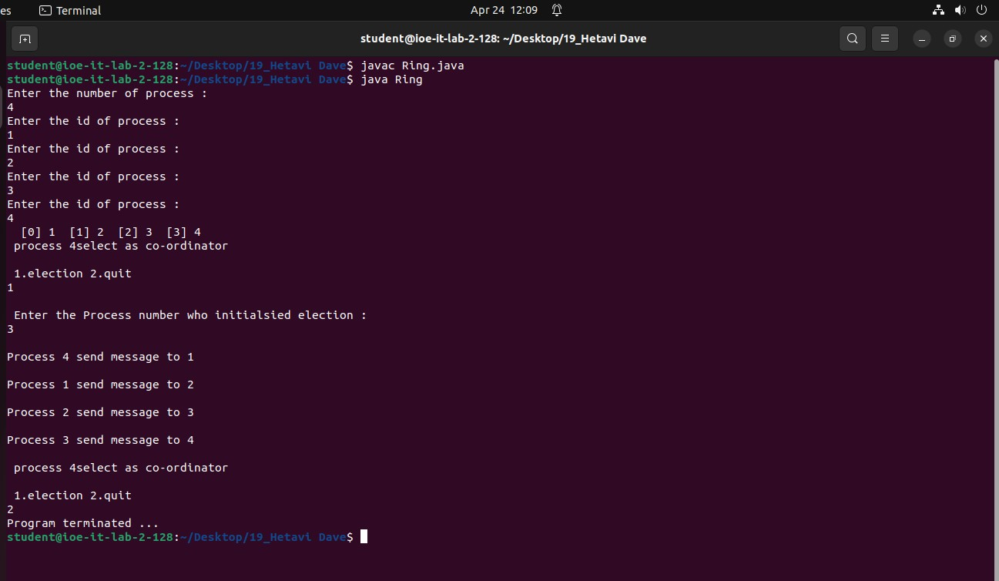 es Terminal Apr 24 12:09
student@ioe-it-lab-2-128: ~/Desktop/19_Hetavi Dave
student@ioe-it-lab-2-128:~/Desktop/19_Hetavi Dave$ javac Ring.java
student@ioe-it-lab-2-128:~/Desktop/19_Hetavi Dave$ java Ring
Enter the number of process :
4
Enter the id of process :
1
Enter the id of process :
2
Enter the id of process :
3
Enter the id of process :
4
  [0] 1  [1] 2  [2] 3  [3] 4
 process 4select as co-ordinator
 1.election 2.quit
1
 Enter the Process number who initialsied election :
3
Process 4 send message to 1
Process 1 send message to 2
Process 2 send message to 3
Process 3 send message to 4
 process 4select as co-ordinator
 1.election 2.quit
2
Program terminated ...
student@ioe-it-lab-2-128:~/Desktop/19_Hetavi Dave$